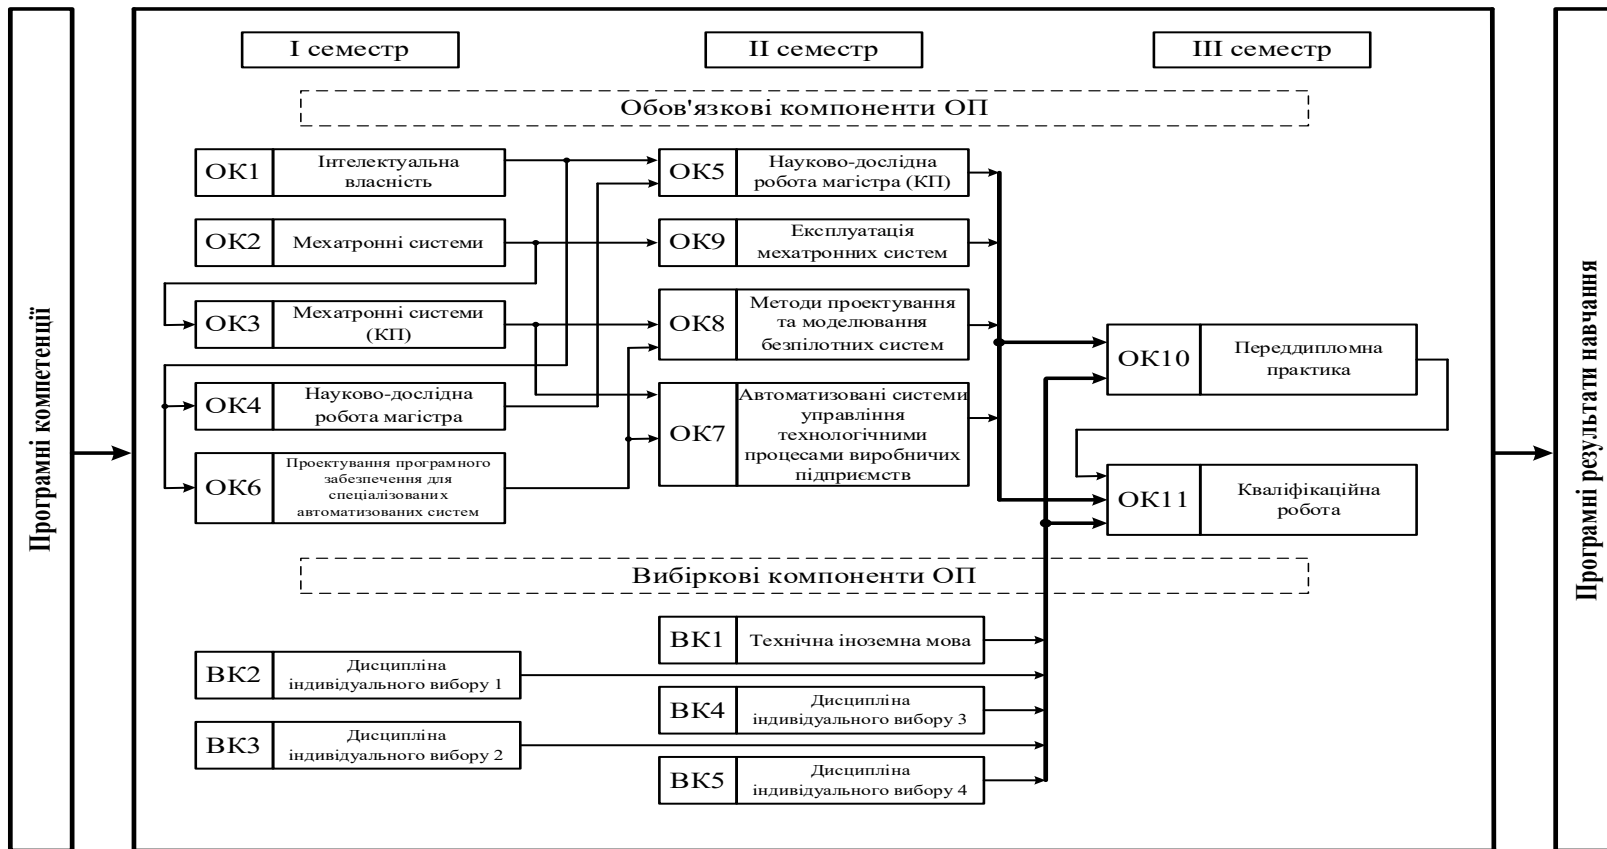 Програмні компетенції
I семестр
II семестр
III семестр
Обов'язкові компоненти ОП
ОК1
Інтелектуальна
власність
ОК2
Мехатронні системи
ОК3
Мехатронні системи
(КП)
ОК4
Науково-дослідна
робота магістра
ОК6
Проектування програмного
забезпечення для
спеціалізованих
автоматизованих систем
ОК5
Науково-дослідна
робота магістра (КП)
ОК9
Експлуатація
мехатронних систем
ОК8
Методи проектування
та моделювання
безпілотних систем
ОК7
Автоматизовані системи
управління
технологічними
процесами виробничих
підприємств
ОК10
Переддипломна
практика
ОК11
Кваліфікаційна
робота
Вибіркові компоненти ОП
ВК1
Технічна іноземна мова
ВК2
Дисципліна
індивідуального вибору 1
ВК4
Дисципліна
індивідуального вибору 3
ВК3
Дисципліна
індивідуального вибору 2
ВК5
Дисципліна
індивідуального вибору 4
Програмні результати навчання